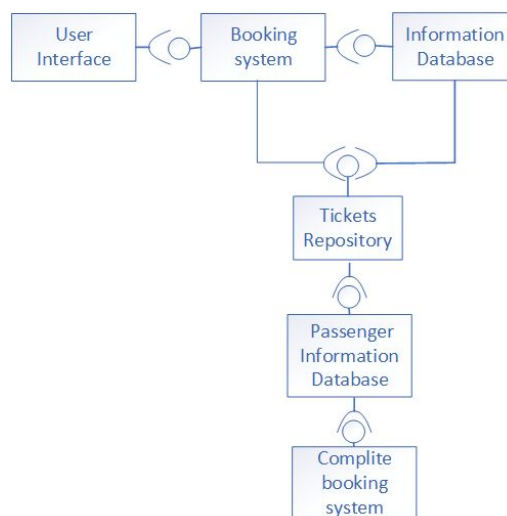 User
Interface
Booking
system
Information
Database
Tickets
Repository
Passenger
Information
Database
Complite
booking
system